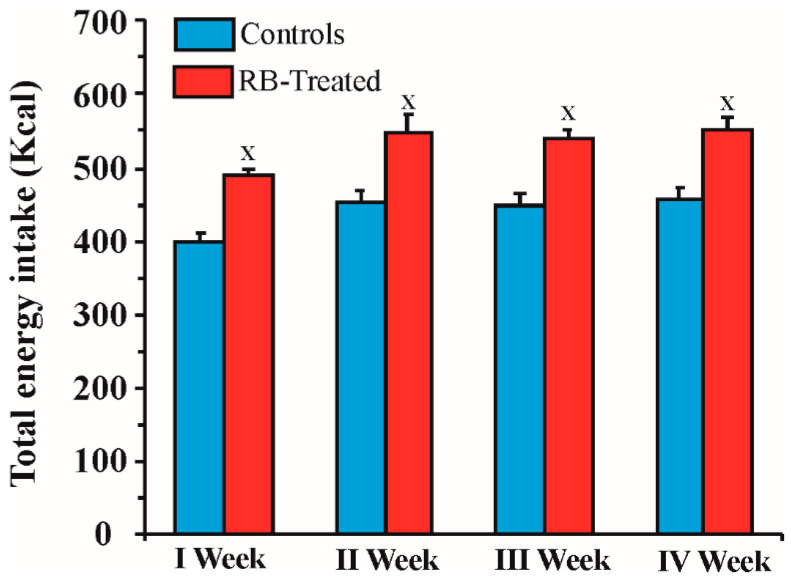 Total energy intake (Kcal)
700
600
500
400
300
200
100
0
Controls
RB-Treated
x
x
x
x
I Week
II Week
III Week
IV Week